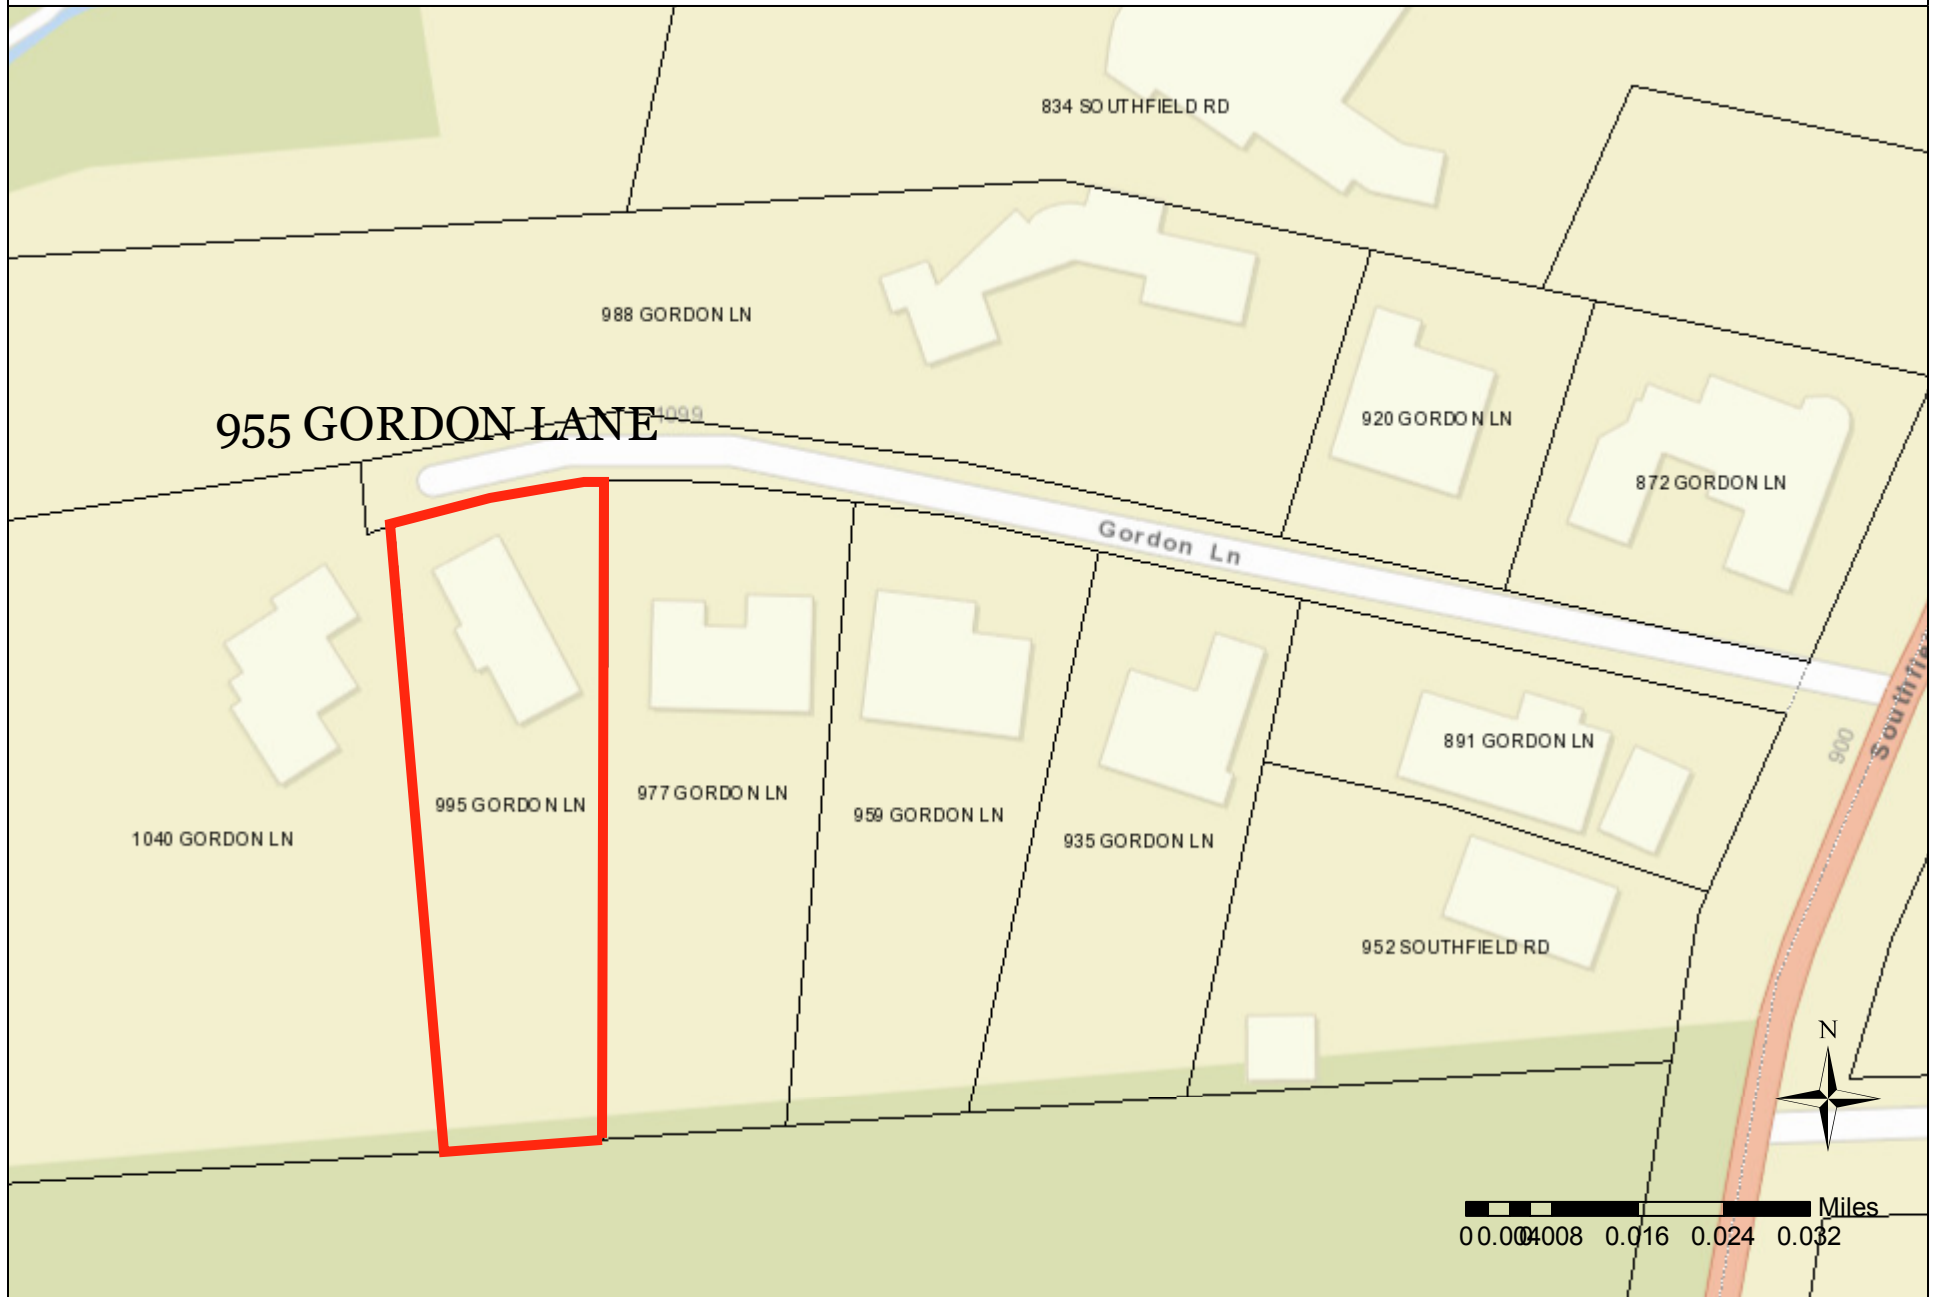 834 SOUTHFIELD RD
988 GORDON LN
955 GORDON LANE
1099
920 GORDON LN
872 GORDON LN
Gordon Ln
Southfie
900
891 GORDON LN
995 GORDON LN
977 GORDON LN
959 GORDON LN
935 GORDON LN
1040 GORDON LN
952 SOUTHFIELD RD
N
Miles
0 0.004 0.008 0.016 0.024 0.032